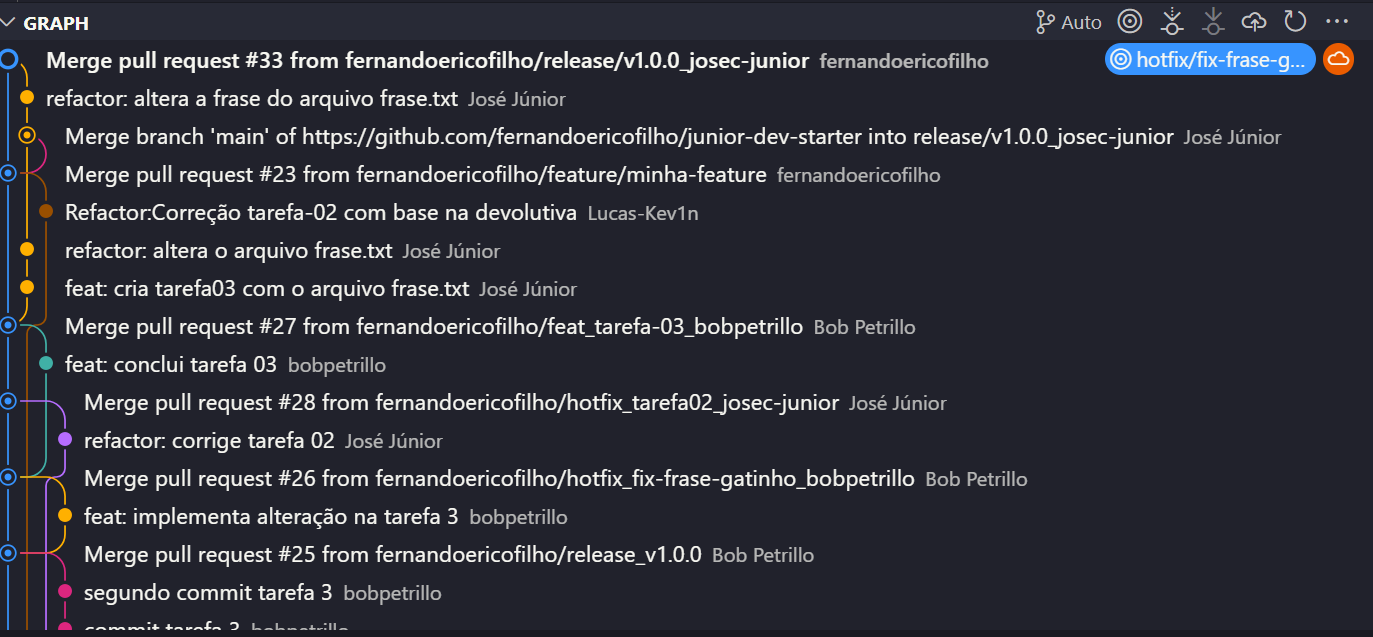 GRAPH Auto
Merge pull request #33 from fernandoericofilho/release/v1.0.0_josec-junior fernandoericofilho hotfix/fix-frase-g...
refactor: altera a frase do arquivo frase.txt José Júnior
Merge branch 'main' of https://github.com/fernandoericofilho/junior-dev-starter into release/v1.0.0_josec-junior José Júnior
Merge pull request #23 from fernandoericofilho/feature/minha-feature fernandoericofilho
Refactor:Correção tarefa-02 com base na devolutiva Lucas-Kev1n
refactor: altera o arquivo frase.txt José Júnior
feat: cria tarefa03 com o arquivo frase.txt José Júnior
Merge pull request #27 from fernandoericofilho/feat_tarefa-03_bobpetrillo Bob Petrillo
feat: conclui tarefa 03 bobpetrillo
Merge pull request #28 from fernandoericofilho/hotfix_tarefa02_josec-junior José Júnior
refactor: corrige tarefa 02 José Júnior
Merge pull request #26 from fernandoericofilho/hotfix_fix-frase-gatinho_bobpetrillo Bob Petrillo
feat: implementa alteração na tarefa 3 bobpetrillo
Merge pull request #25 from fernandoericofilho/release_v1.0.0 Bob Petrillo
segundo commit tarefa 3 bobpetrillo
commit tarefa 3 bobpetrillo